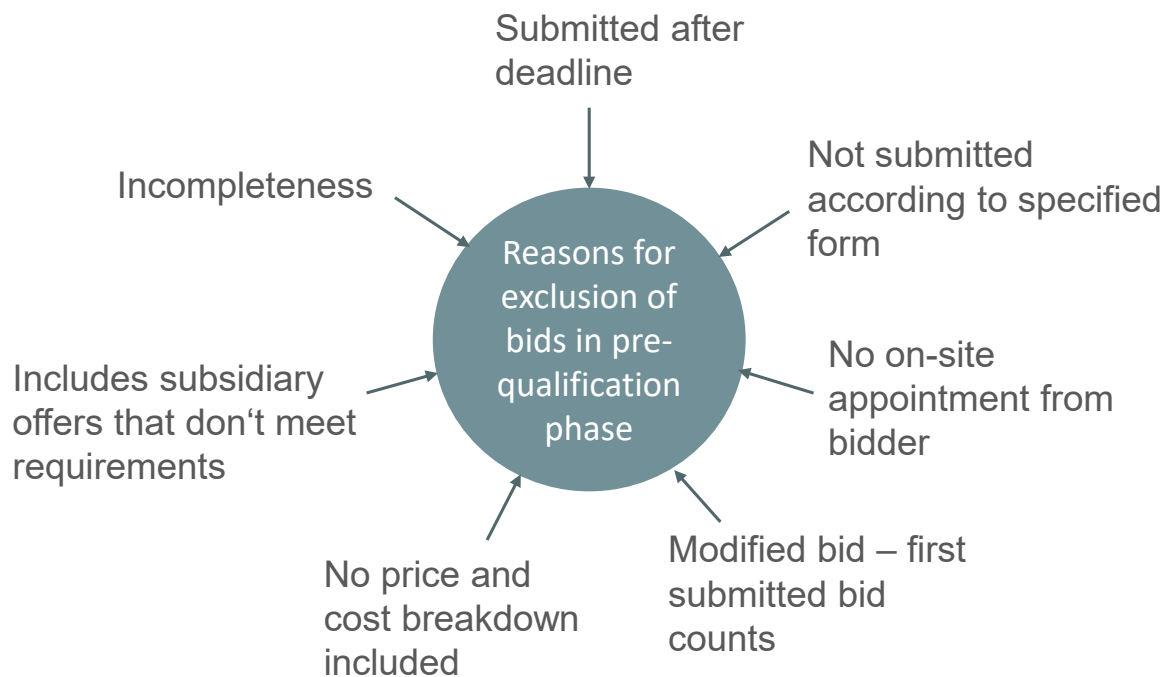 Submitted after
deadline
Not submitted
according to specified
form
No on-site
appointment from
bidder
Modified bid – first
submitted bid
counts
No price and
cost breakdown
included
Includes subsidiary
offers that don‘t meet
requirements
Incompleteness
Reasons for
exclusion of
bids in pre-
qualification
phase